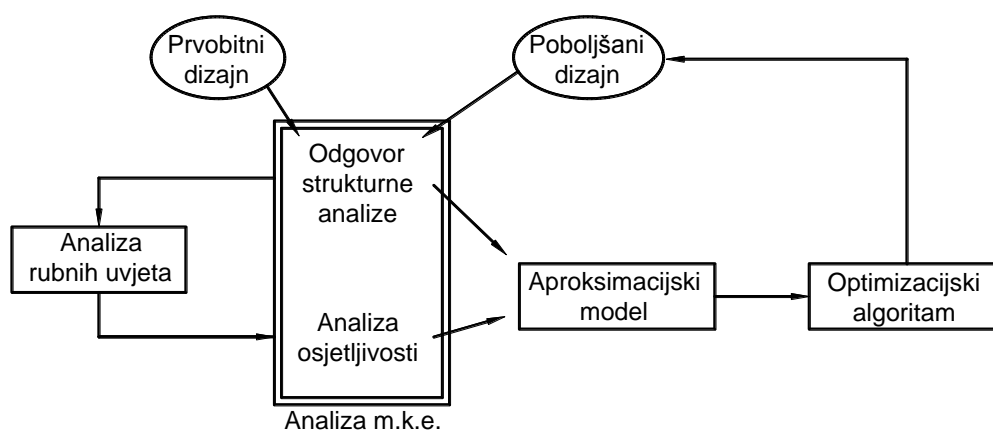 Prvobitni
dizajn
Poboljšani
dizajn
Odgovor
strukturne
analize
Analiza
rubnih uvjeta
Aproksimacijski
model
Optimizacijski
algoritam
Analiza
osjetljivosti
Analiza m.k.e.